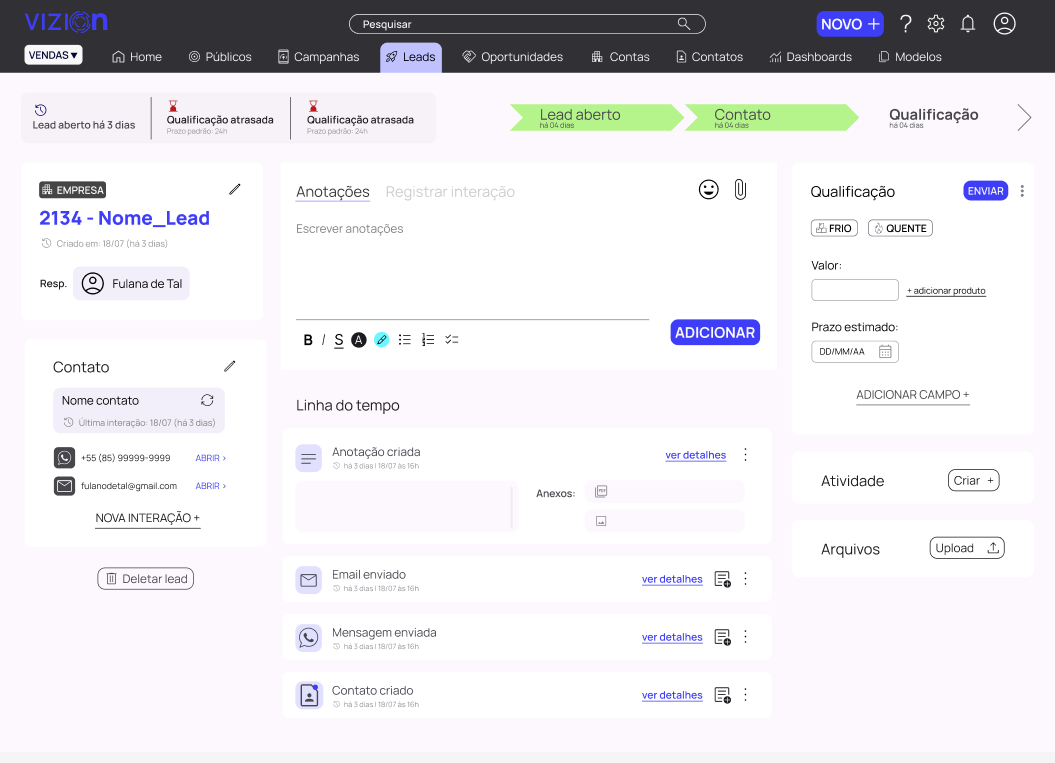 VIZION
Pesquisar
NOVO +
?
VENDAS ▾
Home
Públicos
Campanhas
Leads
Oportunidades
Contas
Contatos
Dashboards
Modelos
Lead aberto há 3 dias
Qualificação atrasada
Prazo padrão: 24h
Qualificação atrasada
Prazo padrão: 24h
Lead aberto
há 04 dias
Contato
há 04 dias
Qualificação
há 04 dias
EMPRESA
2134 - Nome_Lead
Criado em: 18/07 (há 3 dias)
Resp.
Fulana de Tal
Contato
Nome contato
Última interação: 18/07 (há 3 dias)
+55 (85) 99999-9999
ABRIR >
fulanodetal@gmail.com
ABRIR >
NOVA INTERAÇÃO +
Deletar lead
Anotações
Registrar interação
Escrever anotações
B I S A
ADICIONAR
Linha do tempo
Anotação criada
há 3 dias | 18/07 às 16h
ver detalhes
Anexos:
PDF
Email enviado
há 3 dias | 18/07 às 16h
ver detalhes
Mensagem enviada
há 3 dias | 18/07 às 16h
ver detalhes
Contato criado
há 3 dias | 18/07 às 16h
ver detalhes
Qualificação
ENVIAR
FRIO
QUENTE
Valor:
+ adicionar produto
Prazo estimado:
DD/MM/AA
ADICIONAR CAMPO +
Atividade
Criar +
Arquivos
Upload